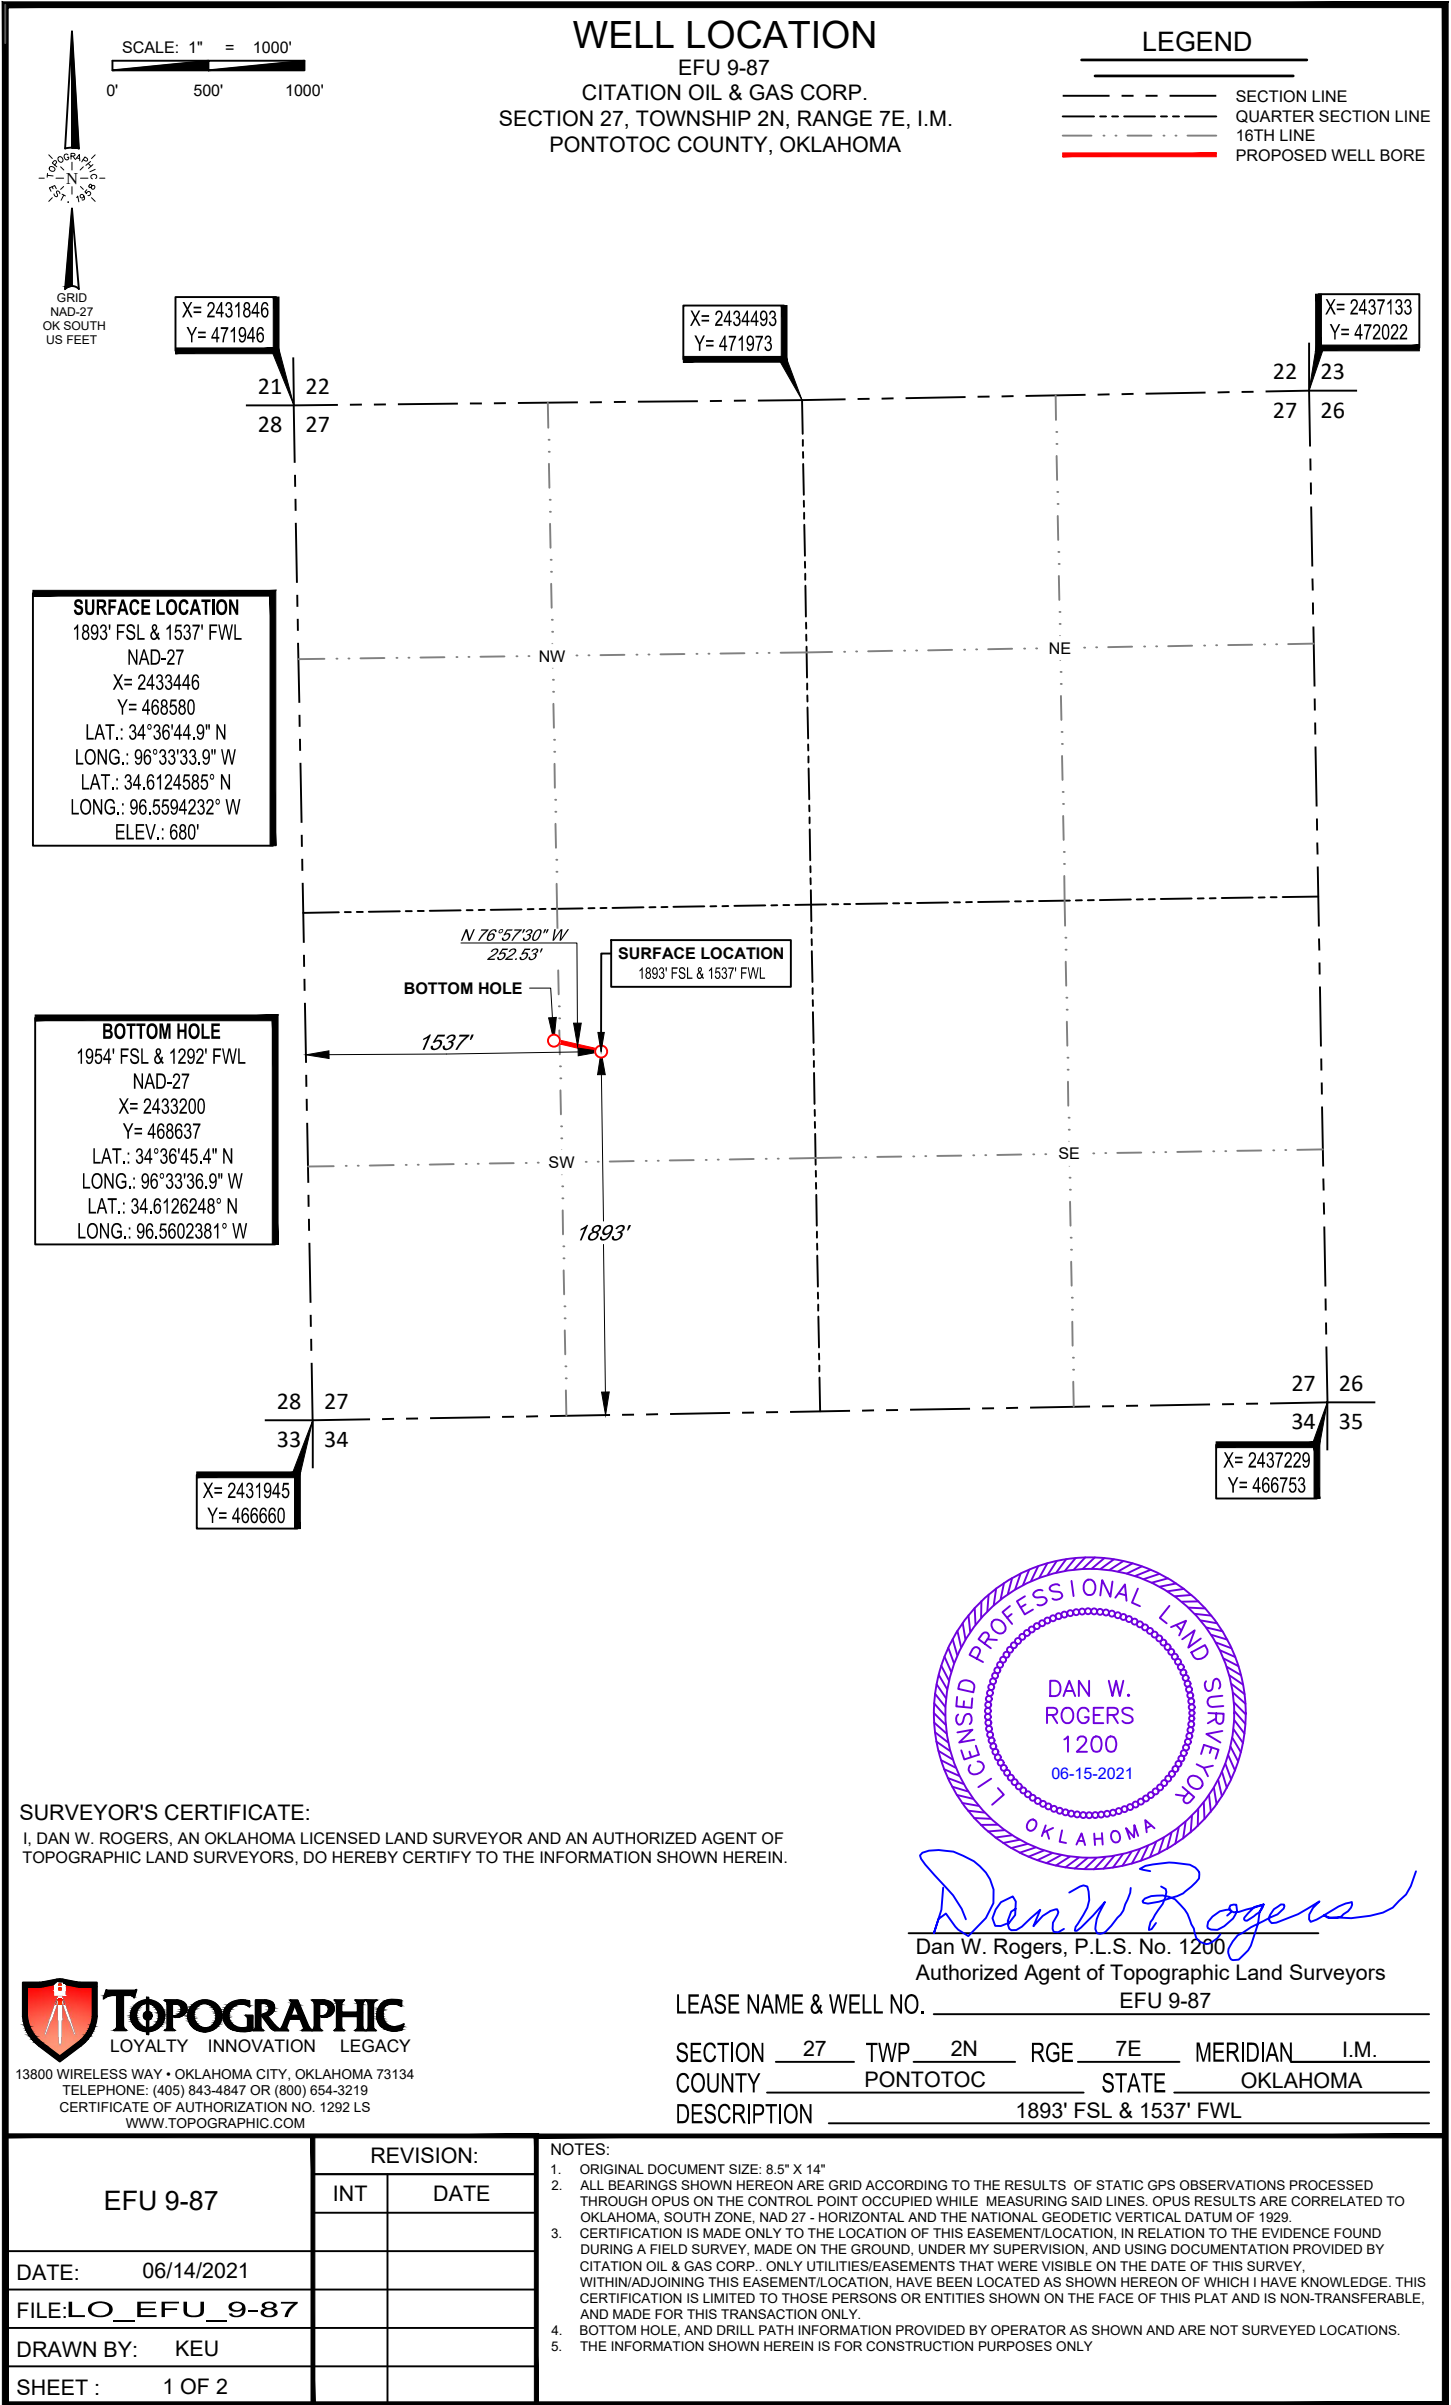 WELL LOCATION
EFU 9-87
CITATION OIL & GAS CORP.
SECTION 27, TOWNSHIP 2N, RANGE 7E, I.M.
PONTOTOC COUNTY, OKLAHOMA
SCALE: 1" = 1000'
0' 500' 1000'
LEGEND
SECTION LINE
QUARTER SECTION LINE
16TH LINE
PROPOSED WELL BORE
TOPOGRAPHIC
N
EST. 1958
GRID
NAD-27
OK SOUTH
US FEET
X= 2431846
Y= 471946
X= 2434493
Y= 471973
X= 2437133
Y= 472022
21 22
28 27
22 23
27 26
NW
NE
SURFACE LOCATION
1893' FSL & 1537' FWL
NAD-27
X= 2433446
Y= 468580
LAT.: 34°36'44.9" N
LONG.: 96°33'33.9" W
LAT.: 34.6124585° N
LONG.: 96.5594232° W
ELEV.: 680'
N 76°57'30" W
252.53'
SURFACE LOCATION
1893' FSL & 1537' FWL
BOTTOM HOLE
1537'
BOTTOM HOLE
1954' FSL & 1292' FWL
NAD-27
X= 2433200
Y= 468637
LAT.: 34°36'45.4" N
LONG.: 96°33'36.9" W
LAT.: 34.6126248° N
LONG.: 96.5602381° W
SW
SE
1893'
28 27
33 34
27 26
34 35
X= 2431945
Y= 466660
X= 2437229
Y= 466753
LICENSED PROFESSIONAL LAND SURVEYOR
DAN W.
ROGERS
1200
06-15-2021
OKLAHOMA
SURVEYOR'S CERTIFICATE:
I, DAN W. ROGERS, AN OKLAHOMA LICENSED LAND SURVEYOR AND AN AUTHORIZED AGENT OF
TOPOGRAPHIC LAND SURVEYORS, DO HEREBY CERTIFY TO THE INFORMATION SHOWN HEREIN.
Dan W Rogers
Dan W. Rogers, P.L.S. No. 1200
Authorized Agent of Topographic Land Surveyors
TOPOGRAPHIC
LOYALTY INNOVATION LEGACY
13800 WIRELESS WAY • OKLAHOMA CITY, OKLAHOMA 73134
TELEPHONE: (405) 843-4847 OR (800) 654-3219
CERTIFICATE OF AUTHORIZATION NO. 1292 LS
WWW.TOPOGRAPHIC.COM
LEASE NAME & WELL NO. EFU 9-87
SECTION 27 TWP 2N RGE 7E MERIDIAN I.M.
COUNTY PONTOTOC STATE OKLAHOMA
DESCRIPTION 1893' FSL & 1537' FWL
EFU 9-87
REVISION:
INT DATE
DATE: 06/14/2021
FILE:LO_EFU_9-87
DRAWN BY: KEU
SHEET : 1 OF 2
NOTES:
1. ORIGINAL DOCUMENT SIZE: 8.5" X 14"
2. ALL BEARINGS SHOWN HEREON ARE GRID ACCORDING TO THE RESULTS OF STATIC GPS OBSERVATIONS PROCESSED
THROUGH OPUS ON THE CONTROL POINT OCCUPIED WHILE MEASURING SAID LINES. OPUS RESULTS ARE CORRELATED TO
OKLAHOMA, SOUTH ZONE, NAD 27 - HORIZONTAL AND THE NATIONAL GEODETIC VERTICAL DATUM OF 1929.
3. CERTIFICATION IS MADE ONLY TO THE LOCATION OF THIS EASEMENT/LOCATION, IN RELATION TO THE EVIDENCE FOUND
DURING A FIELD SURVEY, MADE ON THE GROUND, UNDER MY SUPERVISION, AND USING DOCUMENTATION PROVIDED BY
CITATION OIL & GAS CORP.. ONLY UTILITIES/EASEMENTS THAT WERE VISIBLE ON THE DATE OF THIS SURVEY,
WITHIN/ADJOINING THIS EASEMENT/LOCATION, HAVE BEEN LOCATED AS SHOWN HEREON OF WHICH I HAVE KNOWLEDGE. THIS
CERTIFICATION IS LIMITED TO THOSE PERSONS OR ENTITIES SHOWN ON THE FACE OF THIS PLAT AND IS NON-TRANSFERABLE,
AND MADE FOR THIS TRANSACTION ONLY.
4. BOTTOM HOLE, AND DRILL PATH INFORMATION PROVIDED BY OPERATOR AS SHOWN AND ARE NOT SURVEYED LOCATIONS.
5. THE INFORMATION SHOWN HEREIN IS FOR CONSTRUCTION PURPOSES ONLY